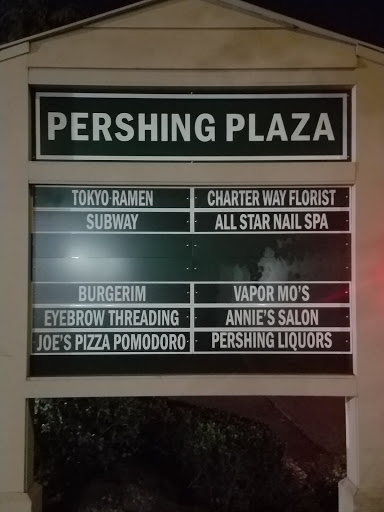 PERSHING PLAZA
TOKYO RAMEN
CHARTER WAY FLORIST
SUBWAY
ALL STAR NAIL SPA
BURGERIM
VAPOR MO'S
EYEBROW THREADING
ANNIE'S SALON
JOE'S PIZZA POMODORO
PERSHING LIQUORS